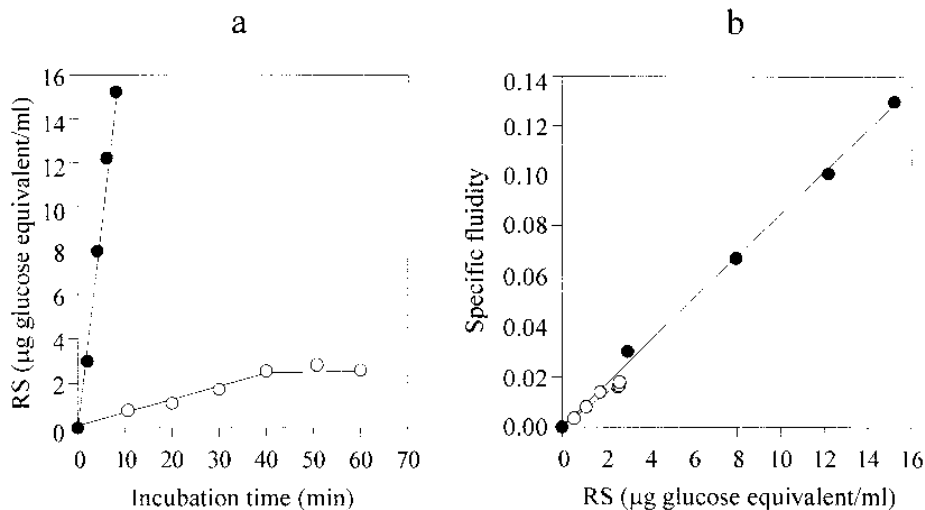 a
b
RS (μg glucose equivalent/ml)
16
14
12
10
8
6
4
2
0
0 10 20 30 40 50 60 70
Incubation time (min)
Specific fluidity
0.14
0.12
0.10
0.08
0.06
0.04
0.02
0.00
0 2 4 8 9 12 14 16
RS (μg glucose equivalent/ml)